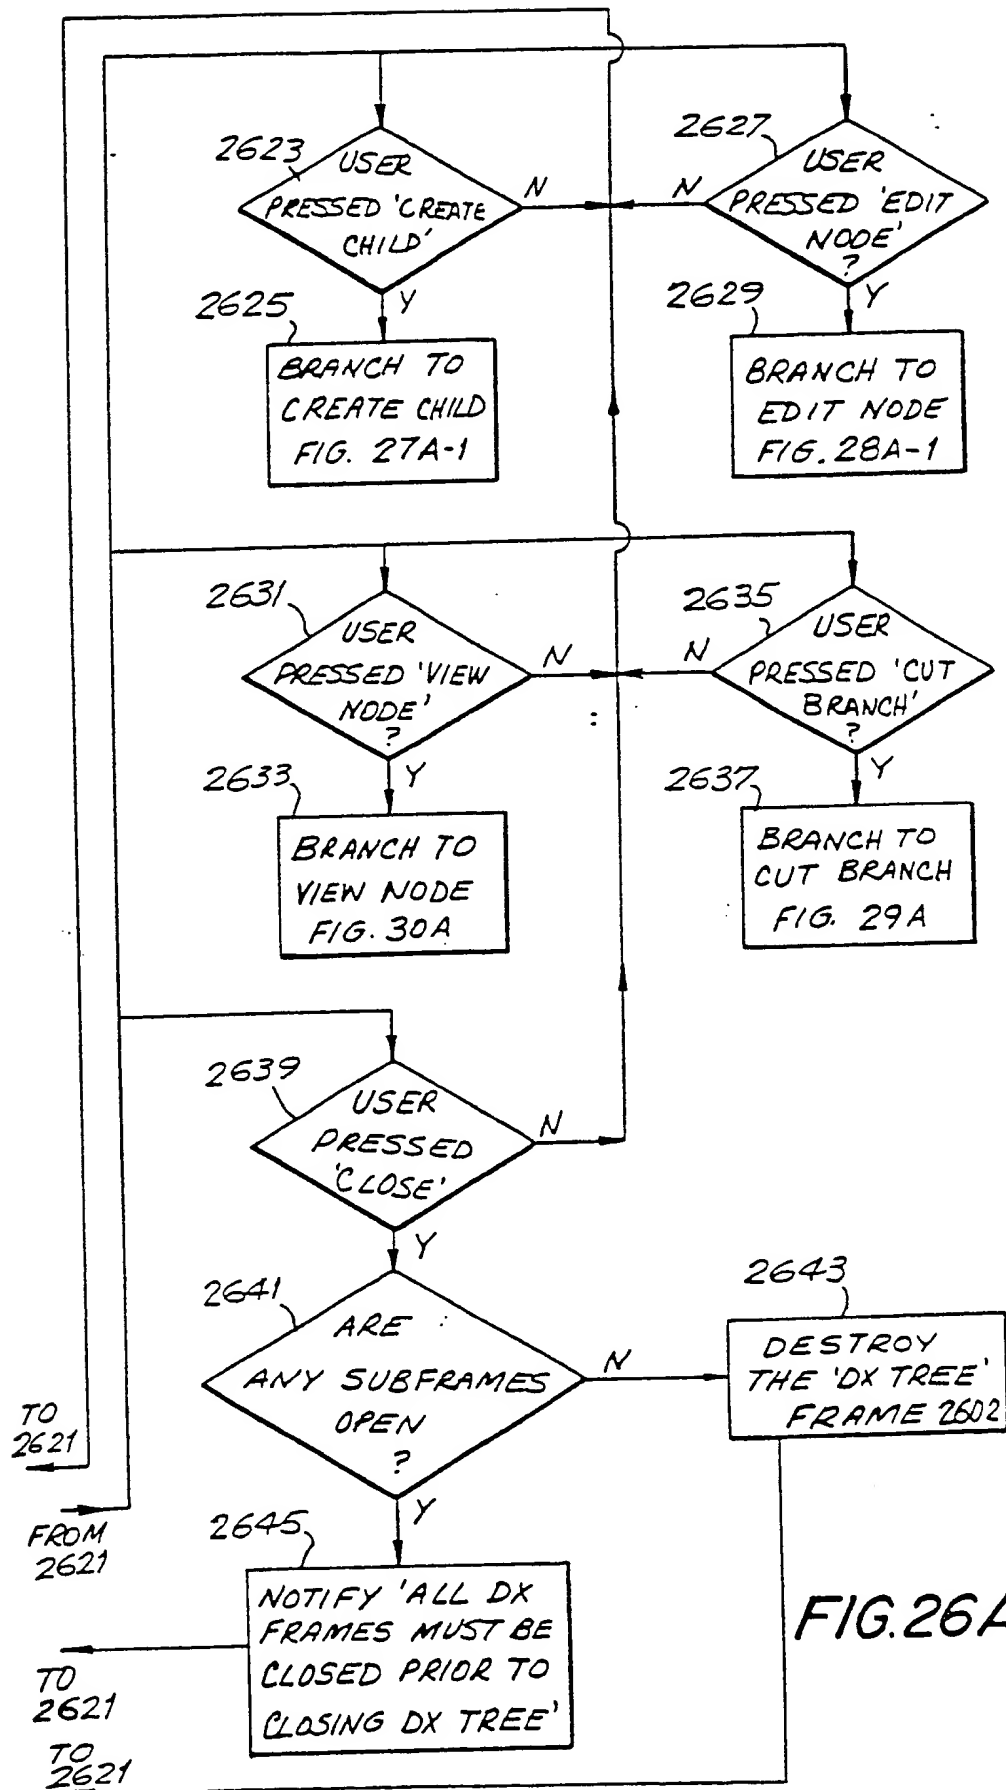 2623
USER
PRESSED 'CREATE
CHILD'
N
Y
2627
USER
PRESSED 'EDIT
NODE'
?
N
Y
2625
BRANCH TO
CREATE CHILD
FIG. 27A-1
2629
BRANCH TO
EDIT NODE
FIG. 28A-1
2631
USER
PRESSED 'VIEW
NODE'
?
N
Y
2635
USER
PRESSED 'CUT
BRANCH'
?
N
Y
2633
BRANCH TO
VIEW NODE
FIG. 30A
2637
BRANCH TO
CUT BRANCH
FIG. 29A
2639
USER
PRESSED
'CLOSE'
N
Y
2641
ARE
ANY SUBFRAMES
OPEN
?
N
Y
2643
DESTROY
THE 'DX TREE'
FRAME 2602
TO
2621
FROM
2621
2645
NOTIFY 'ALL DX
FRAMES MUST BE
CLOSED PRIOR TO
CLOSING DX TREE'
TO
2621
TO
2621
FIG.26A